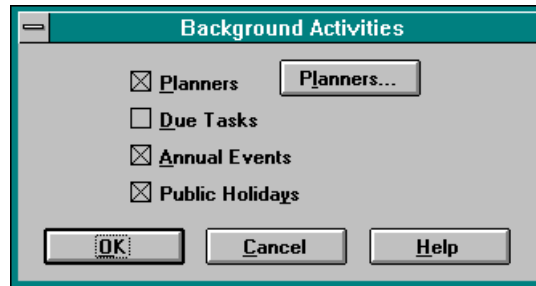 Background Activities
Planners Planners...
Due Tasks
Annual Events
Public Holidays
OK Cancel Help